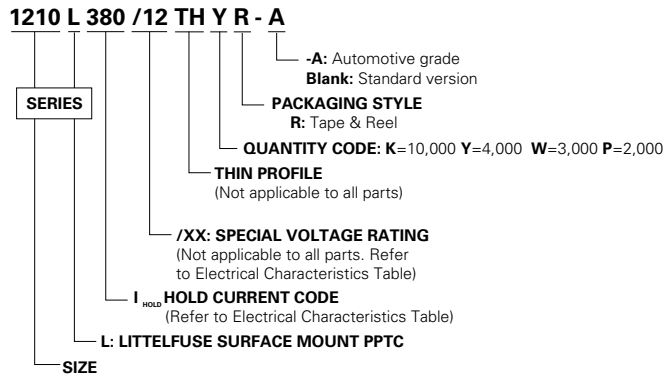 1210 L 380 /12 TH Y R - A
-A: Automotive grade
Blank: Standard version
SERIES
PACKAGING STYLE
R: Tape & Reel
QUANTITY CODE: K=10,000 Y=4,000 W=3,000 P=2,000
THIN PROFILE
(Not applicable to all parts)
/XX: SPECIAL VOLTAGE RATING
(Not applicable to all parts. Refer
to Electrical Characteristics Table)
I HOLD HOLD CURRENT CODE
(Refer to Electrical Characteristics Table)
L: LITTELFUSE SURFACE MOUNT PPTC
SIZE